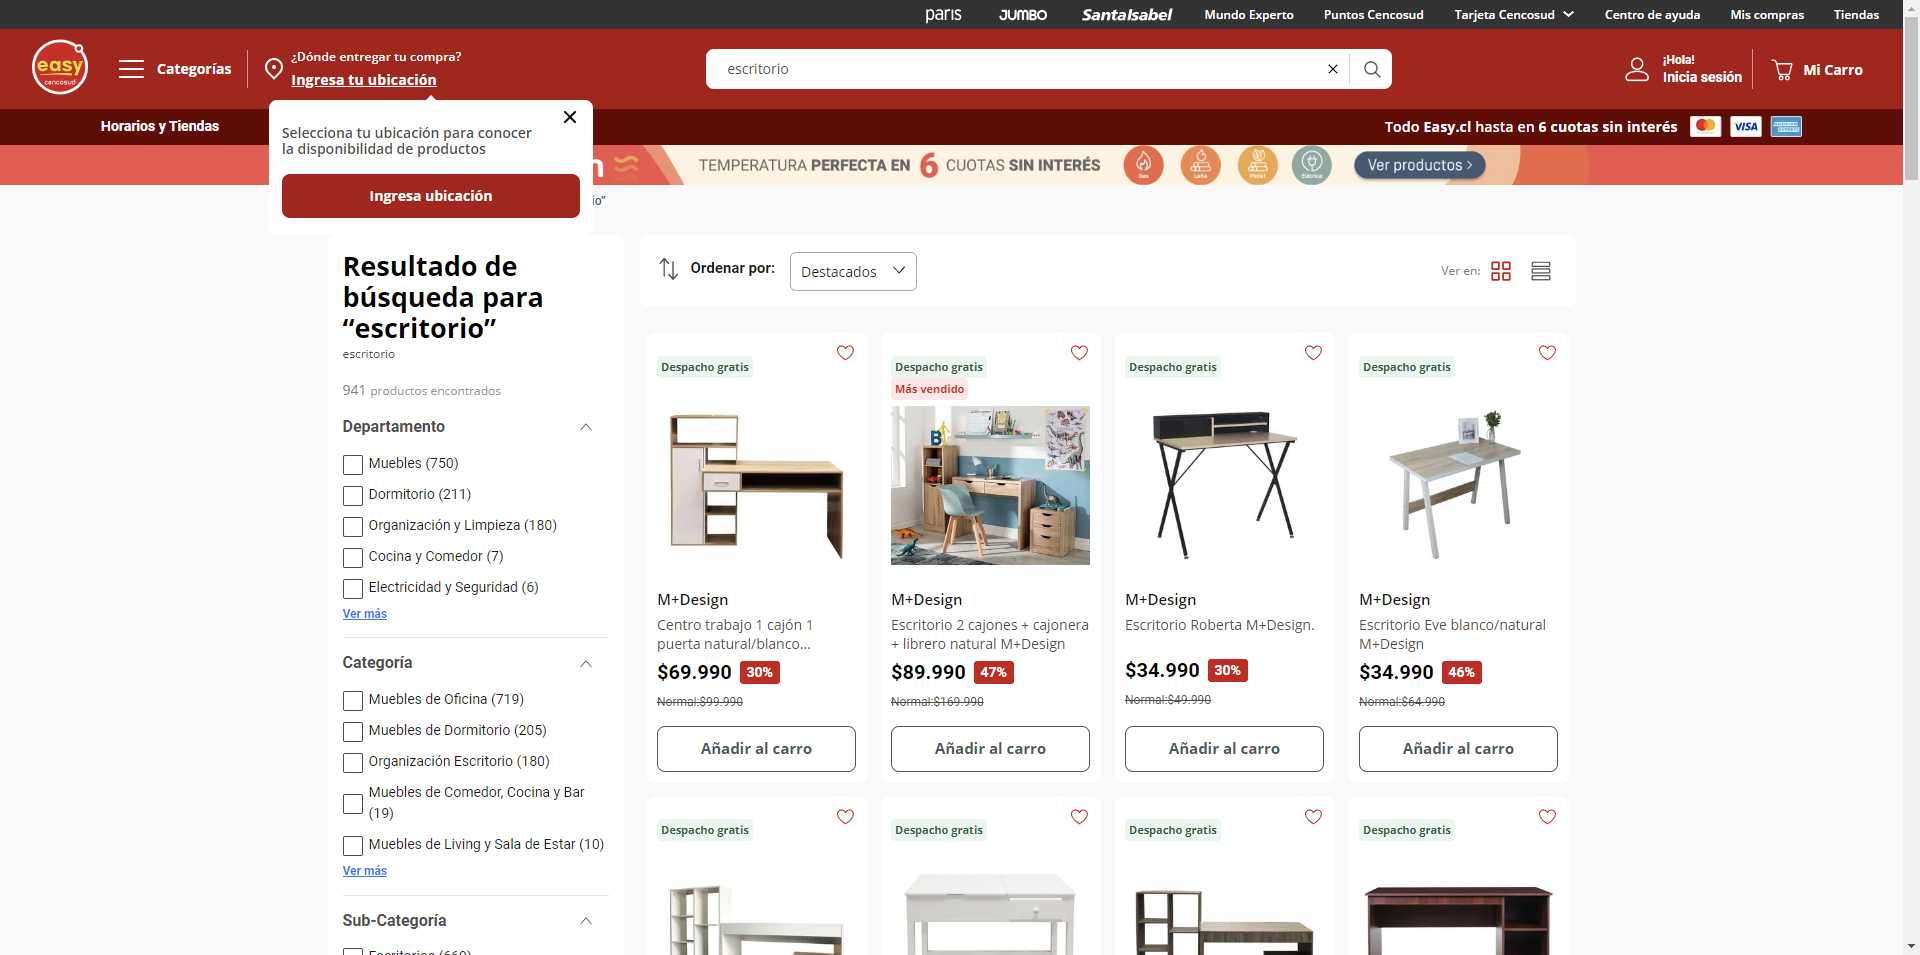 paris
JUMBO
SantaIsabel
Mundo Experto
Puntos Cencosud
Tarjeta Cencosud
Centro de ayuda
Mis compras
Tiendas
easy
cencosud
Categorías
¿Dónde entregar tu compra?
Ingresa tu ubicación
escritorio
¡Hola!
Inicia sesión
Mi Carro
Selecciona tu ubicación para conocer
la disponibilidad de productos
Ingresa ubicación
Horarios y Tiendas
Todo Easy.cl hasta en 6 cuotas sin interés
VISA
n
TEMPERATURA PERFECTA EN 6 CUOTAS SIN INTERÉS
Gas
Leña
Pellet
Eléctrica
Ver productos >
io”
Resultado de
búsqueda para
“escritorio”
escritorio
941 productos encontrados
Departamento
Muebles (750)
Dormitorio (211)
Organización y Limpieza (180)
Cocina y Comedor (7)
Electricidad y Seguridad (6)
Ver más
Categoría
Muebles de Oficina (719)
Muebles de Dormitorio (205)
Organización Escritorio (180)
Muebles de Comedor, Cocina y Bar
(19)
Muebles de Living y Sala de Estar (10)
Ver más
Sub-Categoría
Escritorios (660)
Ordenar por:
Destacados
Ver en:
Despacho gratis
M+Design
Centro trabajo 1 cajón 1
puerta natural/blanco...
$69.990 30%
Normal:$99.990
Añadir al carro
Despacho gratis
Más vendido
B
M+Design
Escritorio 2 cajones + cajonera
+ librero natural M+Design
$89.990 47%
Normal:$169.990
Añadir al carro
Despacho gratis
M+Design
Escritorio Roberta M+Design.
$34.990 30%
Normal:$49.990
Añadir al carro
Despacho gratis
M+Design
Escritorio Eve blanco/natural
M+Design
$34.990 46%
Normal:$64.990
Añadir al carro
Despacho gratis
Despacho gratis
Despacho gratis
Despacho gratis